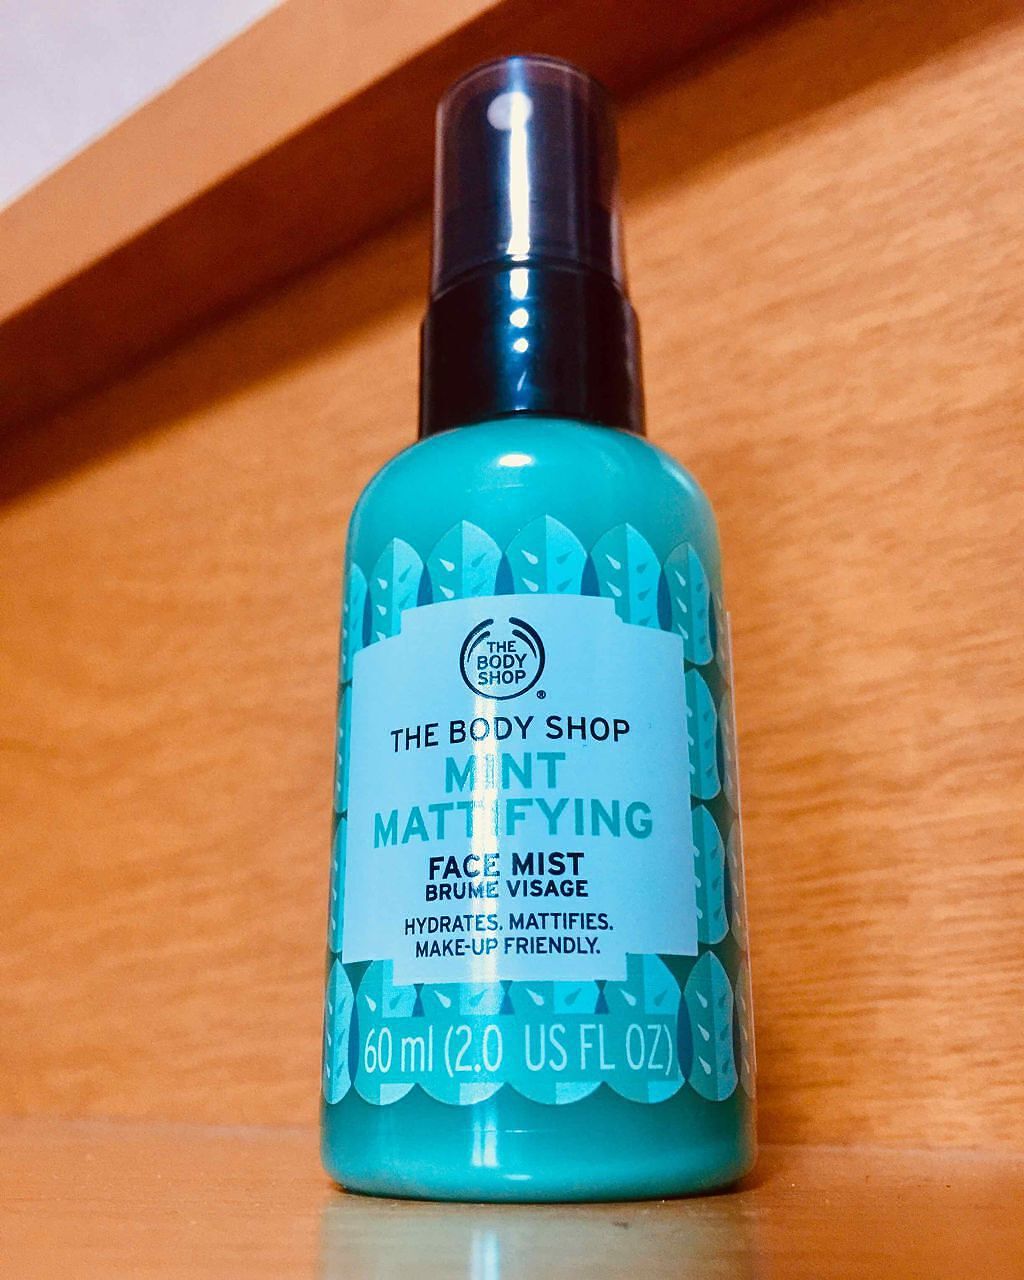 THE
BODY
SHOP
®
THE BODY SHOP
MINT
MATTIFYING
FACE MIST
BRUME VISAGE
HYDRATES. MATTIFIES.
MAKE-UP FRIENDLY.
60 ml (2.0 US FL OZ)